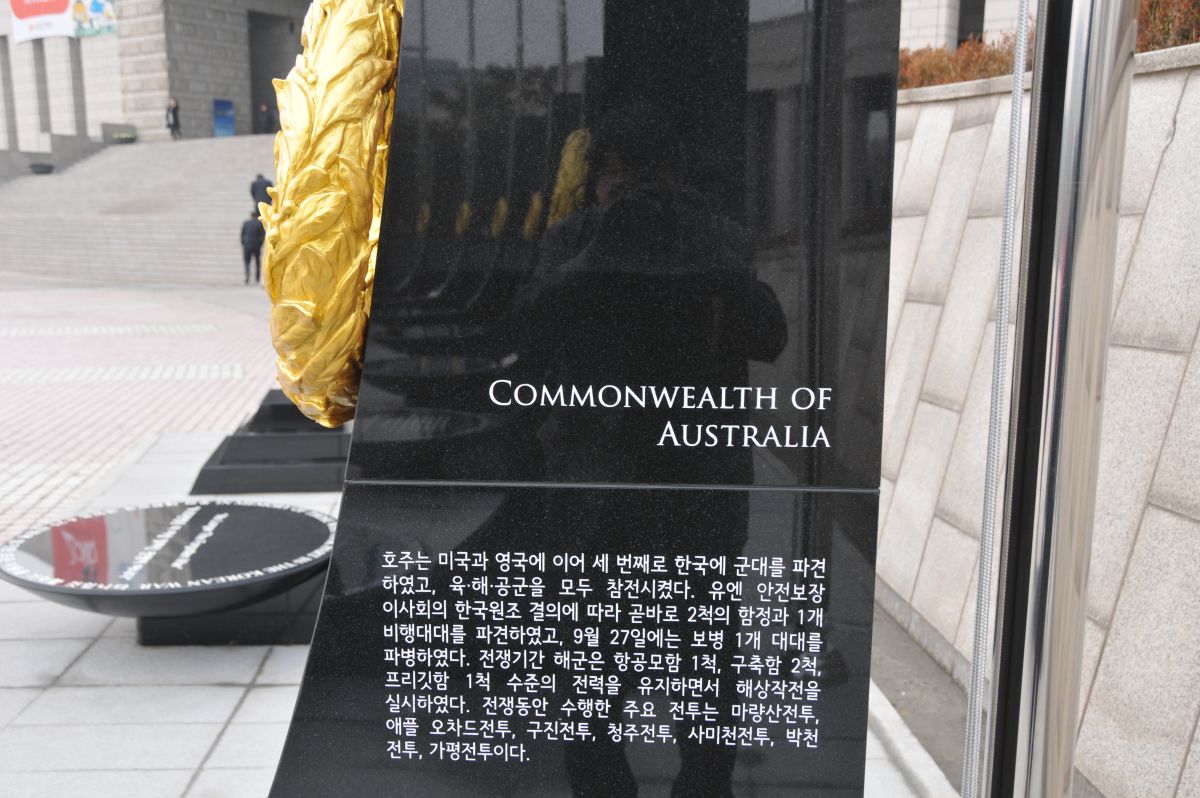 COMMONWEALTH OF
AUSTRALIA
호주는 미국과 영국에 이어 세 번째로 한국에 군대를 파견
하였고, 육·해·공군을 모두 참전시켰다. 유엔 안전보장
이사회의 한국원조 결의에 따라 곧바로 2척의 함정과 1개
비행대대를 파견하였고, 9월 27일에는 보병 1개 대대를
파병하였다. 전쟁기간 해군은 항공모함 1척, 구축함 2척,
프리깃함 1척 수준의 전력을 유지하면서 해상작전을
실시하였다. 전쟁동안 수행한 주요 전투는 마량산전투,
애플 오차드전투, 구진전투, 청주전투, 사미천전투, 박천
전투, 가평전투이다.
THE KOREAN WAR